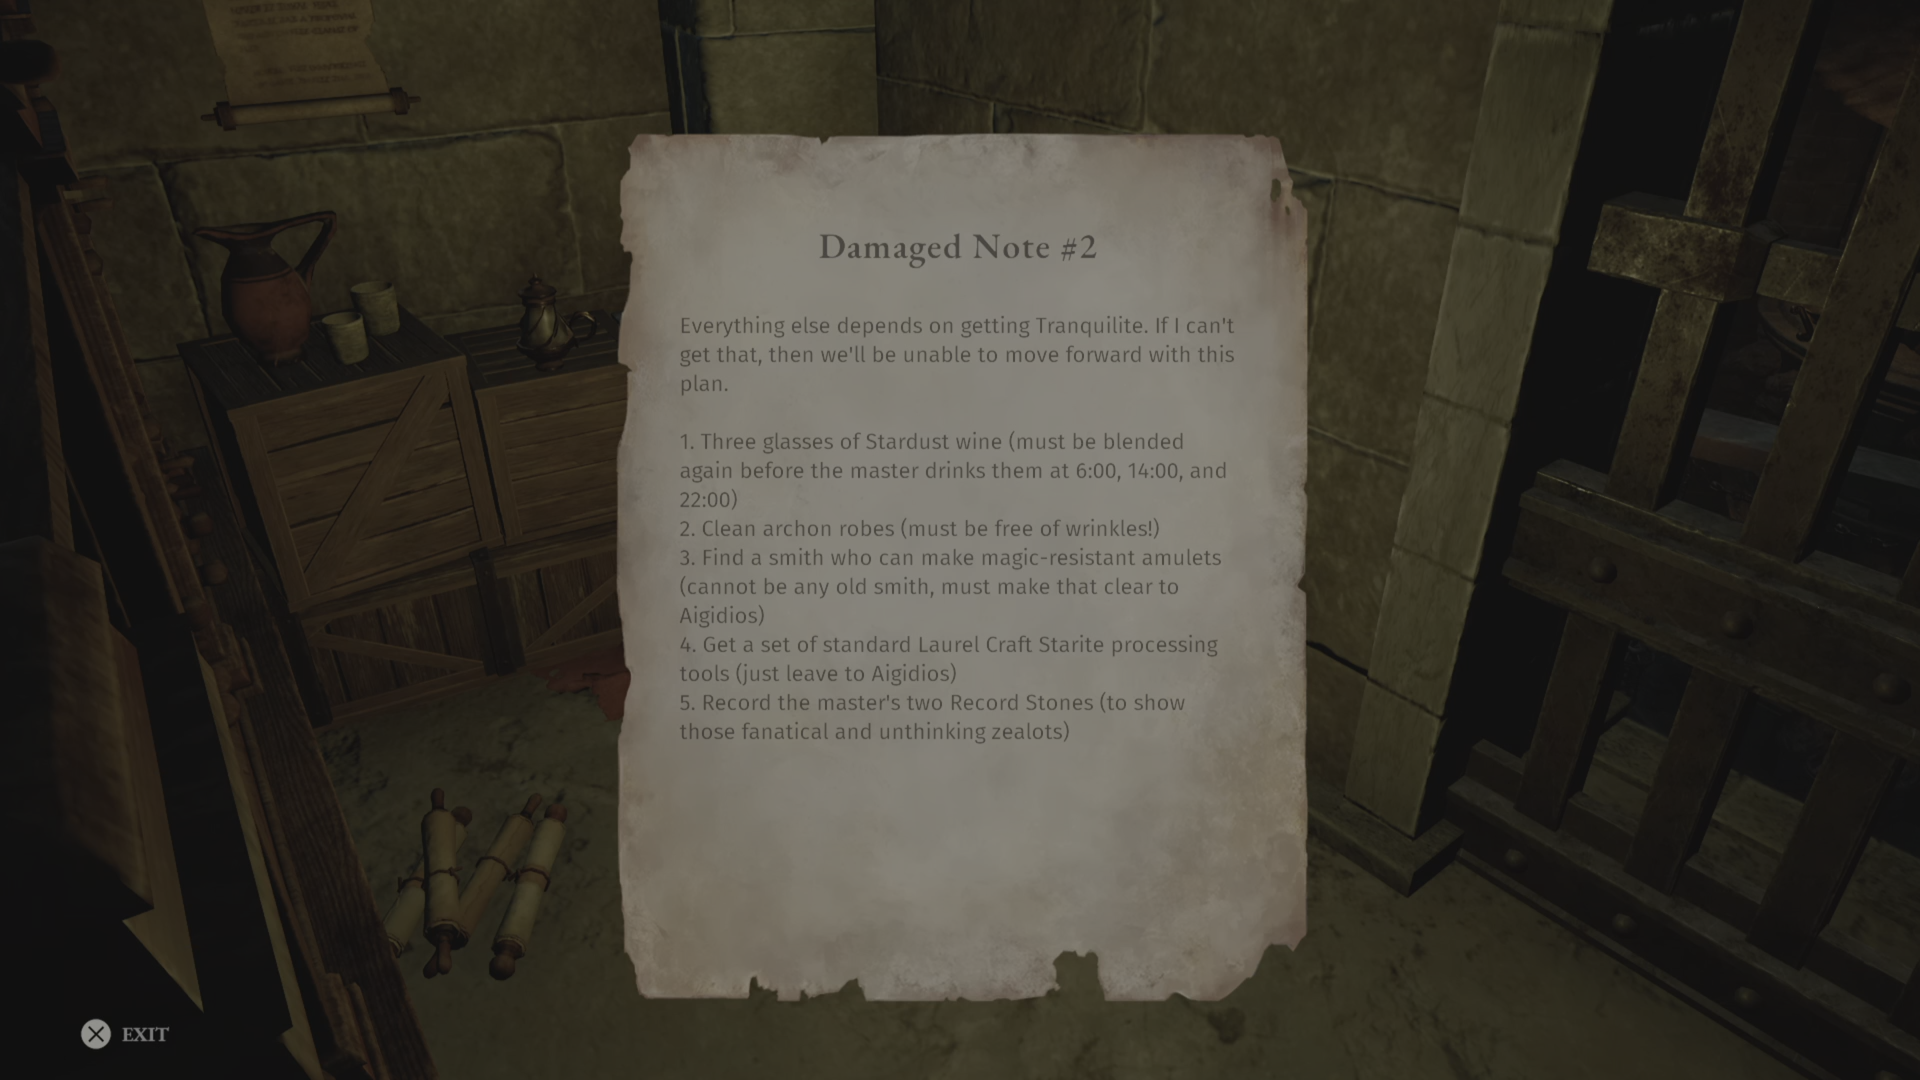 Damaged Note #2
Everything else depends on getting Tranquilite. If I can't
get that, then we'll be unable to move forward with this
plan.
1. Three glasses of Stardust wine (must be blended
again before the master drinks them at 6:00, 14:00, and
22:00)
2. Clean archon robes (must be free of wrinkles!)
3. Find a smith who can make magic-resistant amulets
(cannot be any old smith, must make that clear to
Aigidios)
4. Get a set of standard Laurel Craft Starite processing
tools (just leave to Aigidios)
5. Record the master's two Record Stones (to show
those fanatical and unthinking zealots)
EXIT